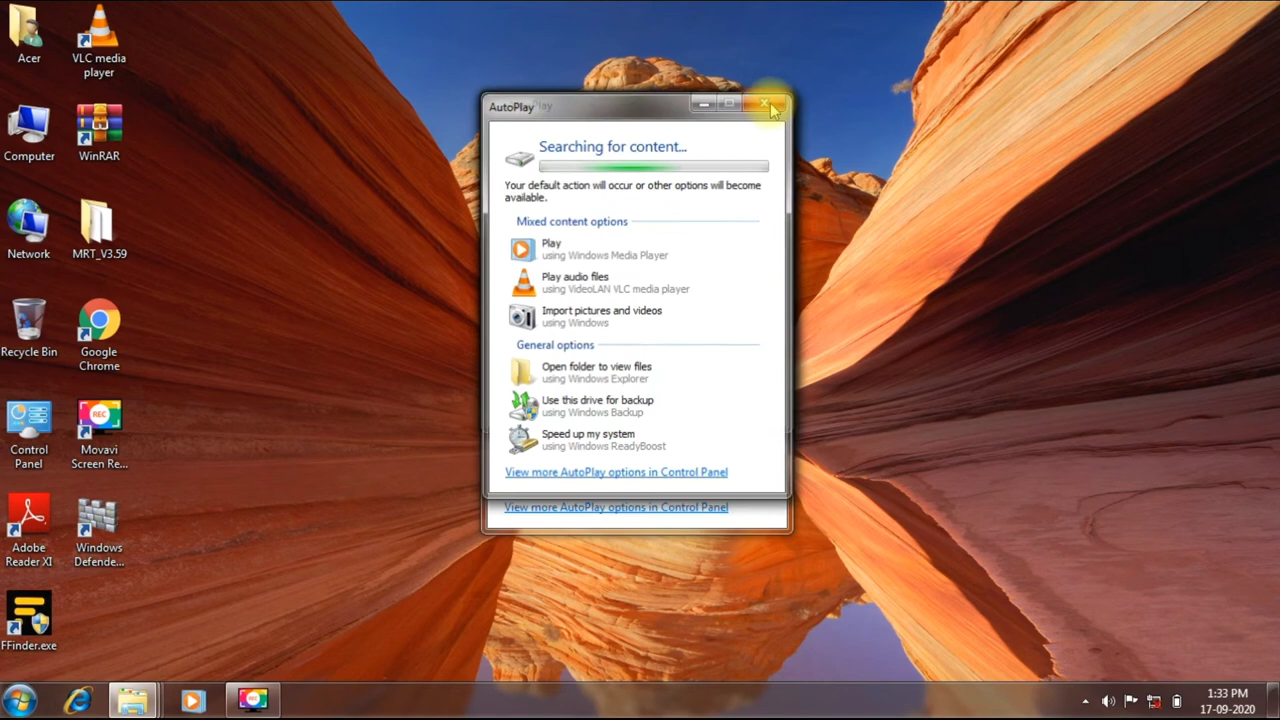 Acer
VLC media
player
Computer
WinRAR
Network
MRT_V3.59
Recycle Bin
Google
Chrome
Control
Panel
REC
Movavi
Screen Re...
Adobe
Reader XI
Windows
Defende...
FFinder.exe
AutoPlay
Searching for content...
Your default action will occur or other options will become
available.
Mixed content options
Play
using Windows Media Player
Play audio files
using VideoLAN VLC media player
Import pictures and videos
using Windows
General options
Open folder to view files
using Windows Explorer
Use this drive for backup
using Windows Backup
Speed up my system
using Windows ReadyBoost
View more AutoPlay options in Control Panel
View more AutoPlay options in Control Panel
REC
1:33 PM
17-09-2020